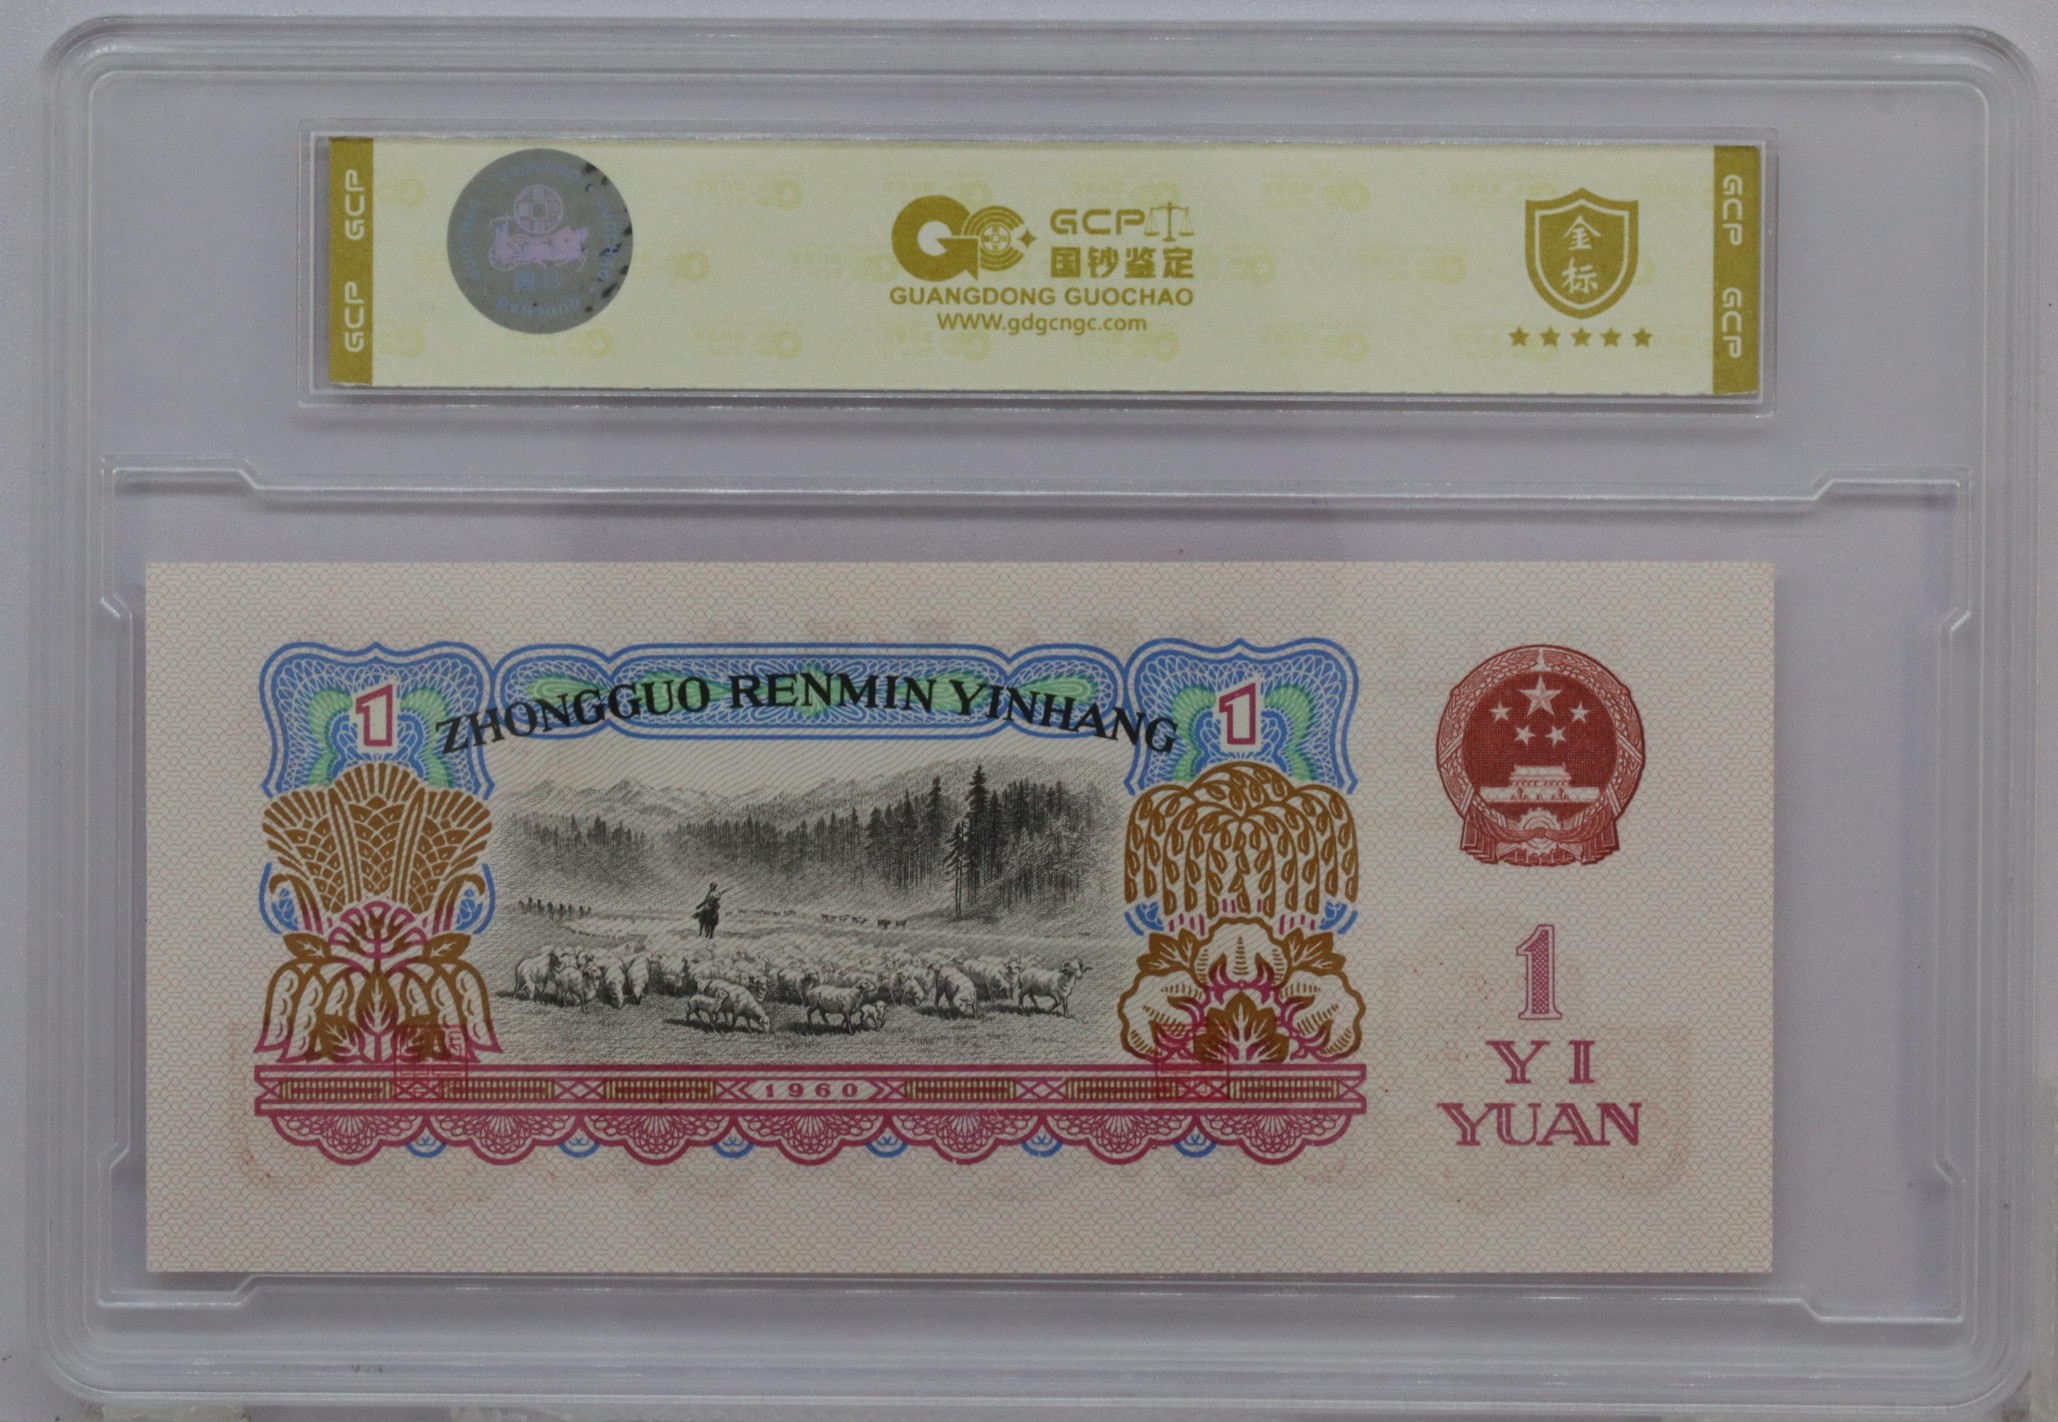 GCP GCP
GCP
国钞鉴定
GUANGDONG GUOCHAO
www.gdgcngc.com
金
标
GCP GCP
ZHONGGUO RENMIN YINHANG
1
1
1960
1
YI
YUAN